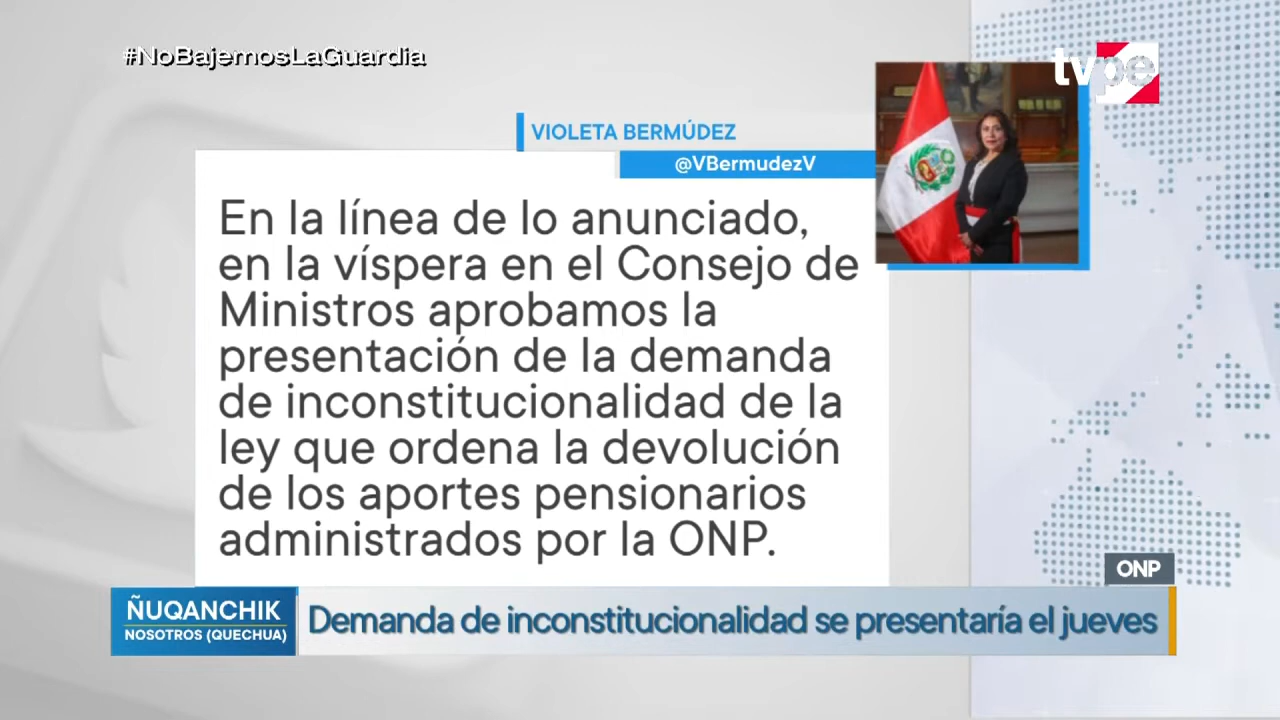 #NoBajemosLaGuardia
tvpe
VIOLETA BERMÚDEZ
@VBermudezV
En la línea de lo anunciado,
en la víspera en el Consejo de
Ministros aprobamos la
presentación de la demanda
de inconstitucionalidad de la
ley que ordena la devolución
de los aportes pensionarios
administrados por la ONP.
ONP
ÑUQANCHIK
NOSOTROS (QUECHUA)
Demanda de inconstitucionalidad se presentaría el jueves